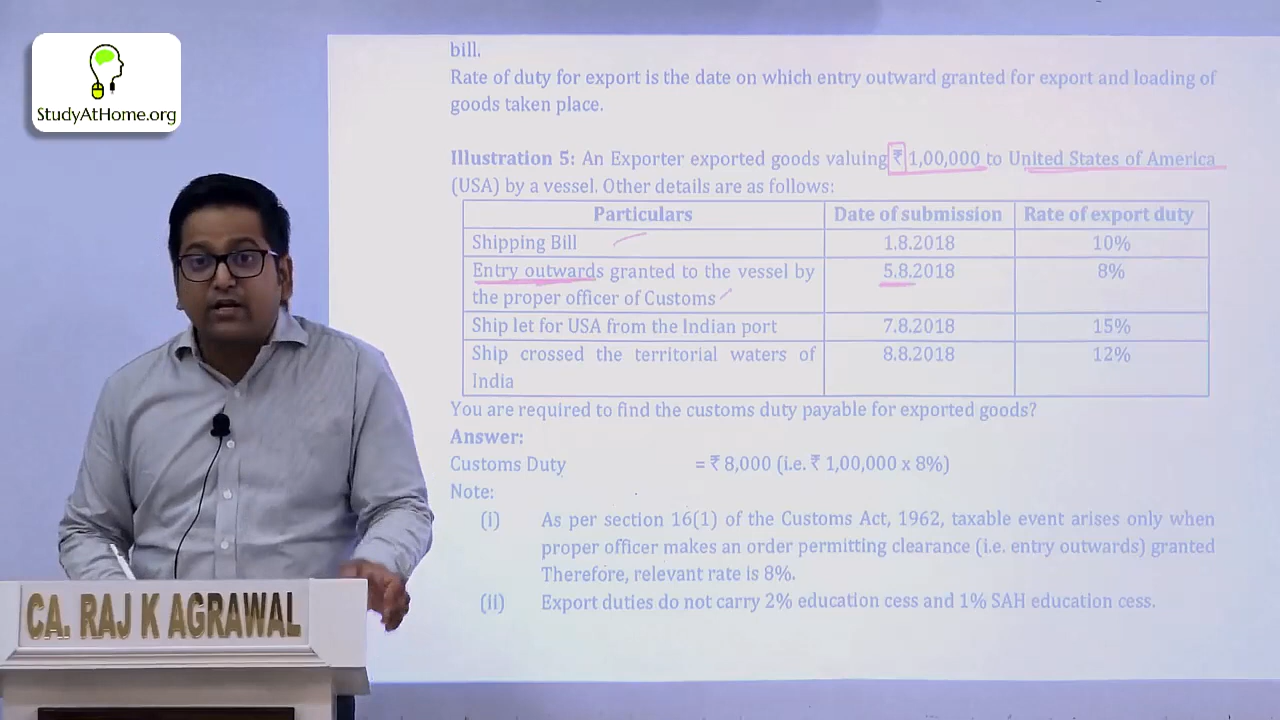 StudyAtHome.org
bill.
Rate of duty for export is the date on which entry outward granted for export and loading of
goods taken place.
Illustration 5: An Exporter exported goods valuing ₹ 1,00,000 to United States of America
(USA) by a vessel. Other details are as follows:
Particulars Date of submission Rate of export duty
Shipping Bill 1.8.2018 10%
Entry outwards granted to the vessel by 5.8.2018 8%
the proper officer of Customs
Ship let for USA from the Indian port 7.8.2018 15%
Ship crossed the territorial waters of 8.8.2018 12%
India
You are required to find the customs duty payable for exported goods?
Answer:
Customs Duty = ₹ 8,000 (i.e. ₹ 1,00,000 x 8%)
Note:
(i) As per section 16(1) of the Customs Act, 1962, taxable event arises only when
proper officer makes an order permitting clearance (i.e. entry outwards) granted
Therefore, relevant rate is 8%.
(ii) Export duties do not carry 2% education cess and 1% SAH education cess.
CA. RAJ K AGRAWAL